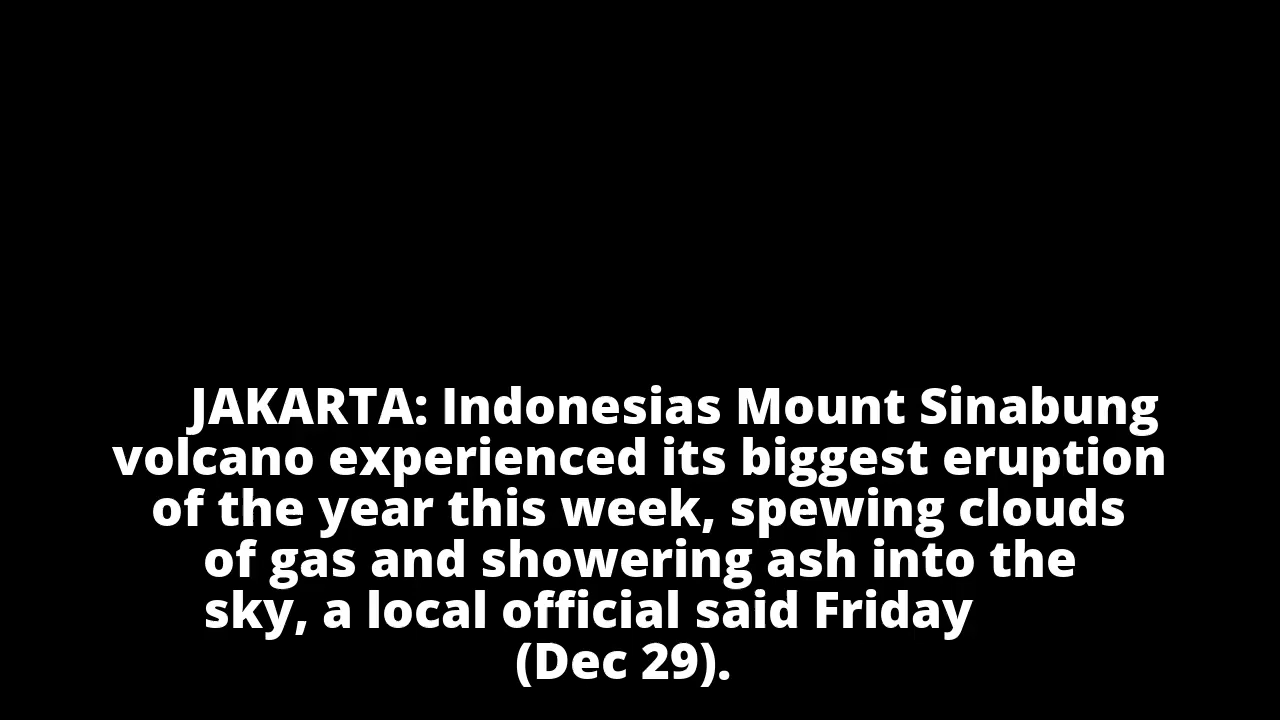 JAKARTA: Indonesias Mount Sinabung
volcano experienced its biggest eruption
of the year this week, spewing clouds
of gas and showering ash into the
sky, a local official said Friday
(Dec 29).